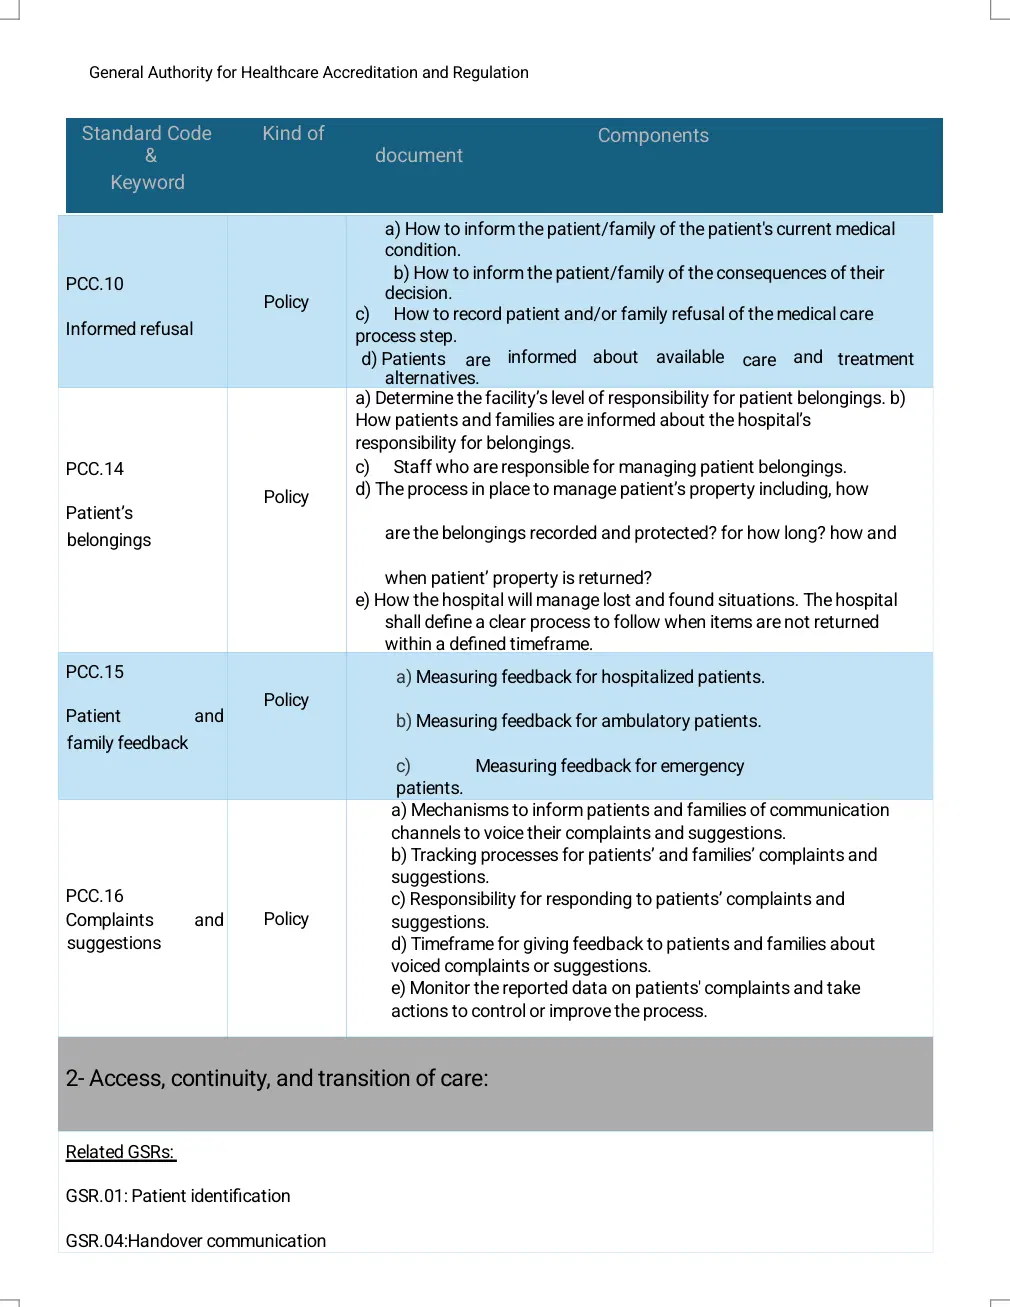 General Authority for Healthcare Accreditation and Regulation
Standard Code
&
Keyword
Kind of
document
Components
PCC.10
Informed refusal
Policy
a) How to inform the patient/family of the patient's current medical
condition.
b) How to inform the patient/family of the consequences of their
decision.
c) How to record patient and/or family refusal of the medical care
process step.
d) Patients are informed about available care and treatment
alternatives.
PCC.14
Patient’s
belongings
Policy
a) Determine the facility’s level of responsibility for patient belongings. b)
How patients and families are informed about the hospital’s
responsibility for belongings.
c) Staff who are responsible for managing patient belongings.
d) The process in place to manage patient’s property including, how
are the belongings recorded and protected? for how long? how and
when patient’ property is returned?
e) How the hospital will manage lost and found situations. The hospital
shall define a clear process to follow when items are not returned
within a defined timeframe.
PCC.15
Patient and
family feedback
Policy
a) Measuring feedback for hospitalized patients.
b) Measuring feedback for ambulatory patients.
c) Measuring feedback for emergency
patients.
PCC.16
Complaints and
suggestions
Policy
a) Mechanisms to inform patients and families of communication
channels to voice their complaints and suggestions.
b) Tracking processes for patients’ and families’ complaints and
suggestions.
c) Responsibility for responding to patients’ complaints and
suggestions.
d) Timeframe for giving feedback to patients and families about
voiced complaints or suggestions.
e) Monitor the reported data on patients' complaints and take
actions to control or improve the process.
2- Access, continuity, and transition of care:
Related GSRs:
GSR.01: Patient identification
GSR.04:Handover communication